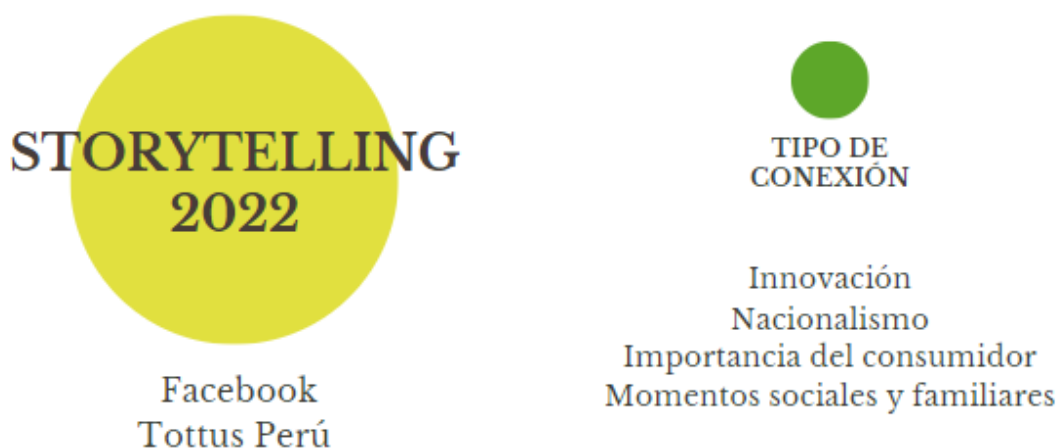 STORYTELLING
2022
Facebook
Tottus Perú
TIPO DE
CONEXIÓN
Innovación
Nacionalismo
Importancia del consumidor
Momentos sociales y familiares